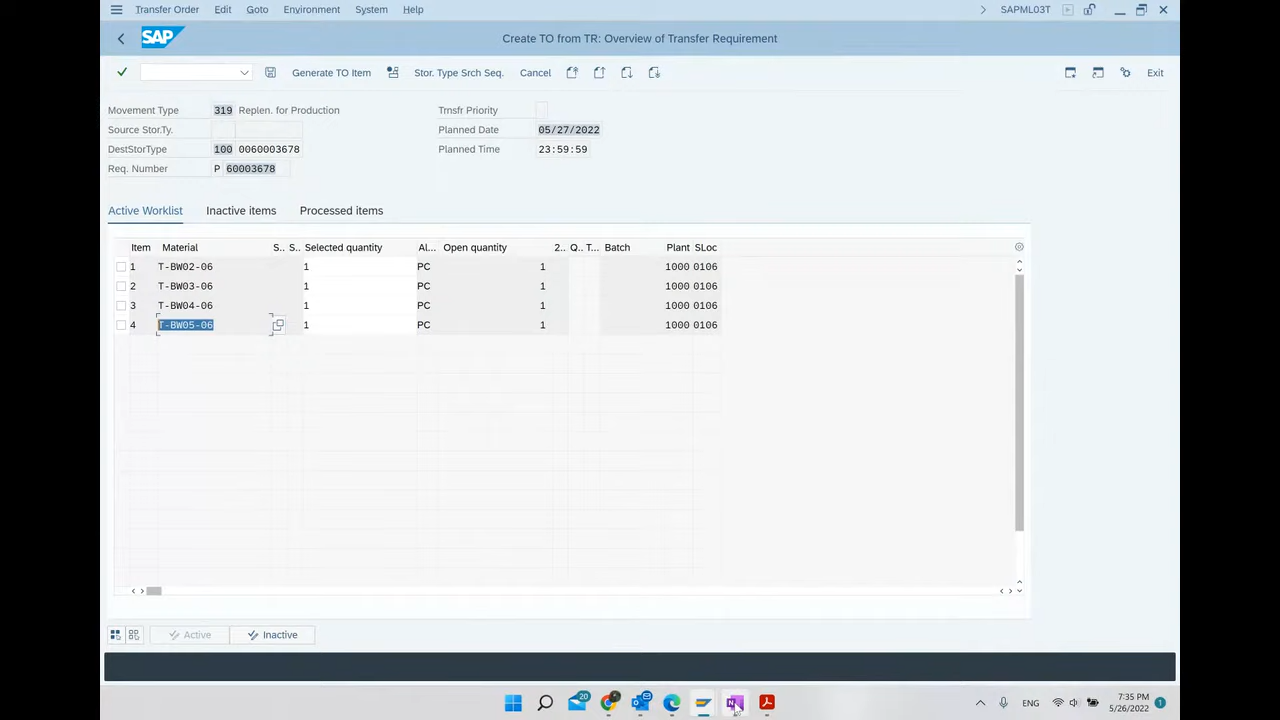 Transfer Order Edit Goto Environment System Help SAPML03T
SAP Create TO from TR: Overview of Transfer Requirement
Generate TO Item Stor. Type Srch Seq. Cancel Exit
Movement Type 319 Replen. for Production Trnsfr Priority
Source Stor.Ty. Planned Date 05/27/2022
DestStorType 100 0060003678 Planned Time 23:59:59
Req. Number P 60003678
Active Worklist Inactive items Processed items
Item Material S.. S.. Selected quantity Al... Open quantity 2.. Q.. T... Batch Plant SLoc
1 T-BW02-06 1 PC 1 1000 0106
2 T-BW03-06 1 PC 1 1000 0106
3 T-BW04-06 1 PC 1 1000 0106
4 T-BW05-06 1 PC 1 1000 0106
Active Inactive
20 ENG 7:35 PM 1
5/26/2022